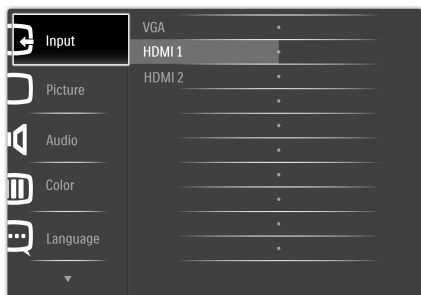 Input
Picture
Audio
Color
Language
VGA
HDMI 1
HDMI 2